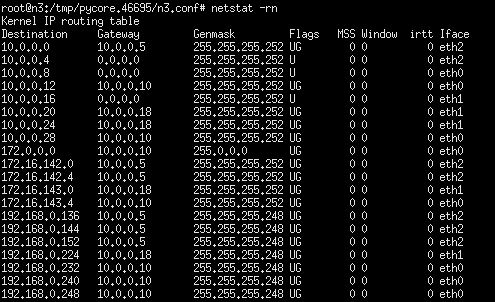 root@n3:/tmp/pycore.46695/n3.conf# netstat -rn
Kernel IP routing table
Destination Gateway Genmask Flags MSS Window irtt Iface
10.0.0.0 10.0.0.5 255.255.255.252 UG 0 0 0 eth2
10.0.0.4 0.0.0.0 255.255.255.252 U 0 0 0 eth2
10.0.0.8 0.0.0.0 255.255.255.252 U 0 0 0 eth0
10.0.0.12 10.0.0.10 255.255.255.252 UG 0 0 0 eth0
10.0.0.16 0.0.0.0 255.255.255.252 U 0 0 0 eth1
10.0.0.20 10.0.0.18 255.255.255.252 UG 0 0 0 eth1
10.0.0.24 10.0.0.18 255.255.255.252 UG 0 0 0 eth1
10.0.0.28 10.0.0.10 255.255.255.252 UG 0 0 0 eth0
172.0.0.0 10.0.0.10 255.0.0.0 UG 0 0 0 eth0
172.16.142.0 10.0.0.5 255.255.255.252 UG 0 0 0 eth2
172.16.142.4 10.0.0.5 255.255.255.252 UG 0 0 0 eth2
172.16.143.0 10.0.0.18 255.255.255.252 UG 0 0 0 eth1
172.16.143.4 10.0.0.10 255.255.255.252 UG 0 0 0 eth0
192.168.0.136 10.0.0.5 255.255.255.248 UG 0 0 0 eth2
192.168.0.144 10.0.0.5 255.255.255.248 UG 0 0 0 eth2
192.168.0.152 10.0.0.5 255.255.255.248 UG 0 0 0 eth2
192.168.0.224 10.0.0.18 255.255.255.248 UG 0 0 0 eth1
192.168.0.232 10.0.0.10 255.255.255.248 UG 0 0 0 eth0
192.168.0.240 10.0.0.10 255.255.255.248 UG 0 0 0 eth0
192.168.0.248 10.0.0.10 255.255.255.248 UG 0 0 0 eth0